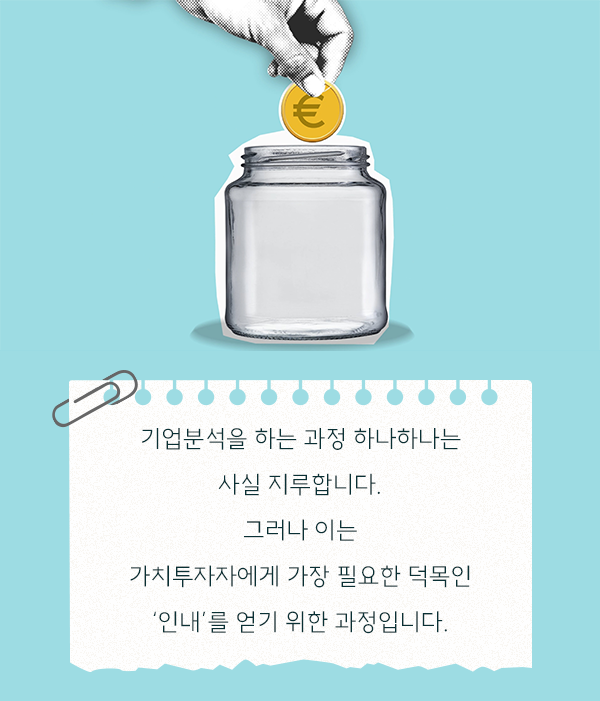 €
기업분석을 하는 과정 하나하나는
사실 지루합니다.
그러나 이는
가치투자자에게 가장 필요한 덕목인
‘인내’를 얻기 위한 과정입니다.